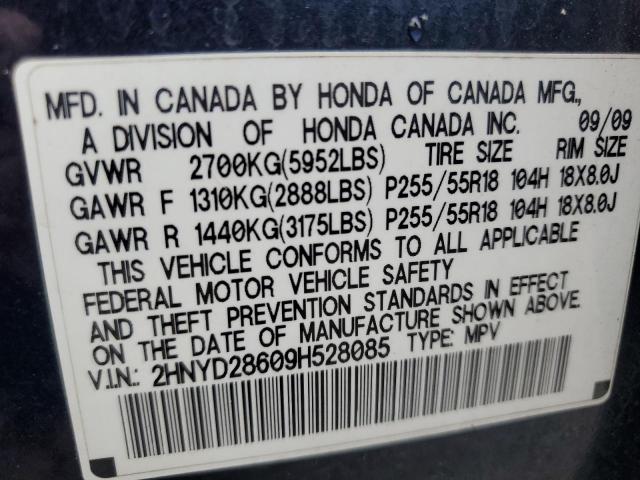 MFD. IN CANADA BY HONDA OF CANADA MFG.,
A DIVISION OF HONDA CANADA INC. 09/09
GVWR 2700KG(5952LBS) TIRE SIZE RIM SIZE
GAWR F 1310KG(2888LBS) P255/55R18 104H 18X8.0J
GAWR R 1440KG(3175LBS) P255/55R18 104H 18X8.0J
THIS VEHICLE CONFORMS TO ALL APPLICABLE
FEDERAL MOTOR VEHICLE SAFETY
AND THEFT PREVENTION STANDARDS IN EFFECT
ON THE DATE OF MANUFACTURE SHOWN ABOVE.
V.I.N.: 2HNYD28609H528085 TYPE: MPV